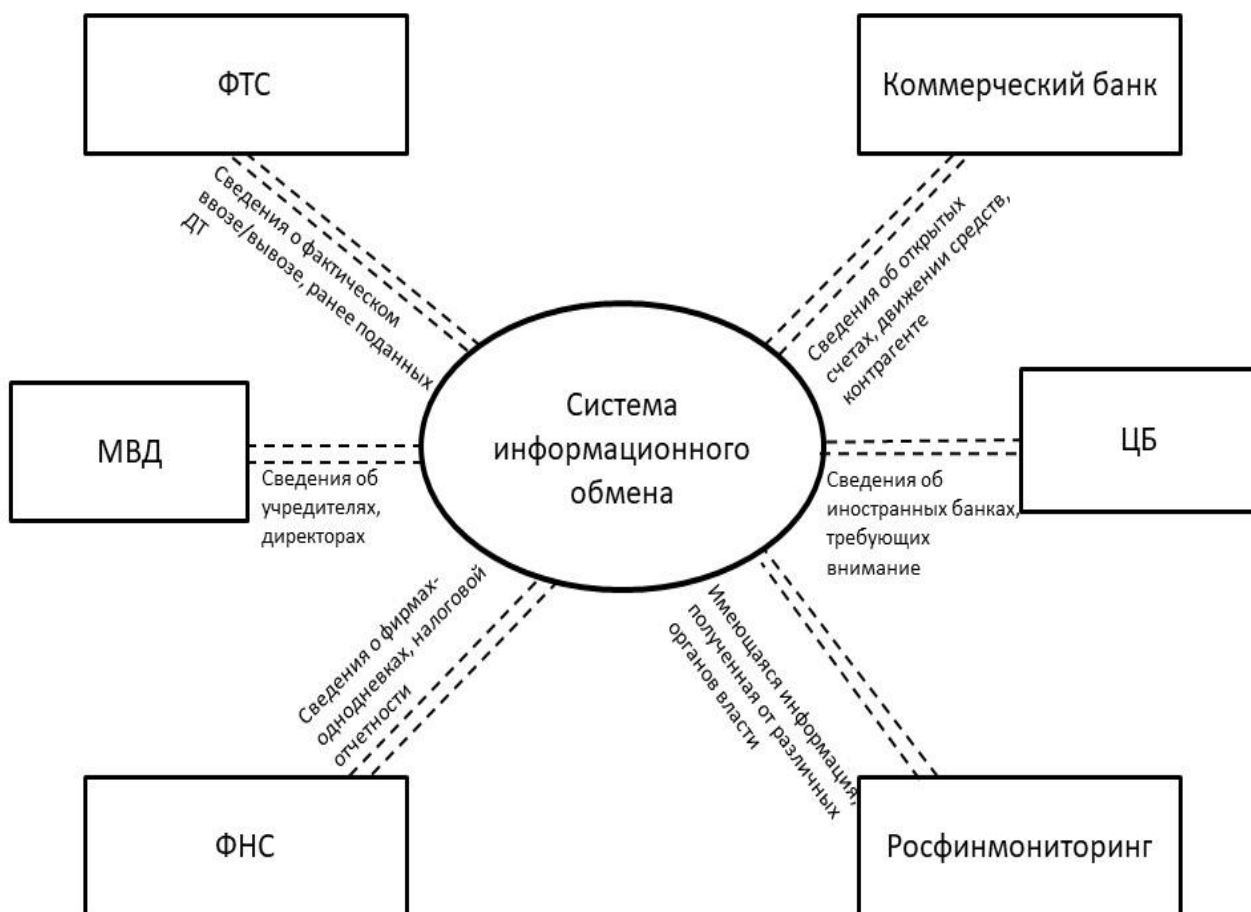 ФТС
Коммерческий банк
Сведения о фактическом
ввозе/вывозе, ранее поданных
ДТ
Сведения об открытых
счетах, движении средств,
контрагенте
МВД
Система
информационного
обмена
ЦБ
Сведения об
учредителях,
директорах
Сведения об
иностранных банках,
требующих
внимание
Сведения о фирмах-
однодневках, налоговой
отчетности
Имеющаяся информация,
полученная от различных
органов власти
ФНС
Росфинмониторинг